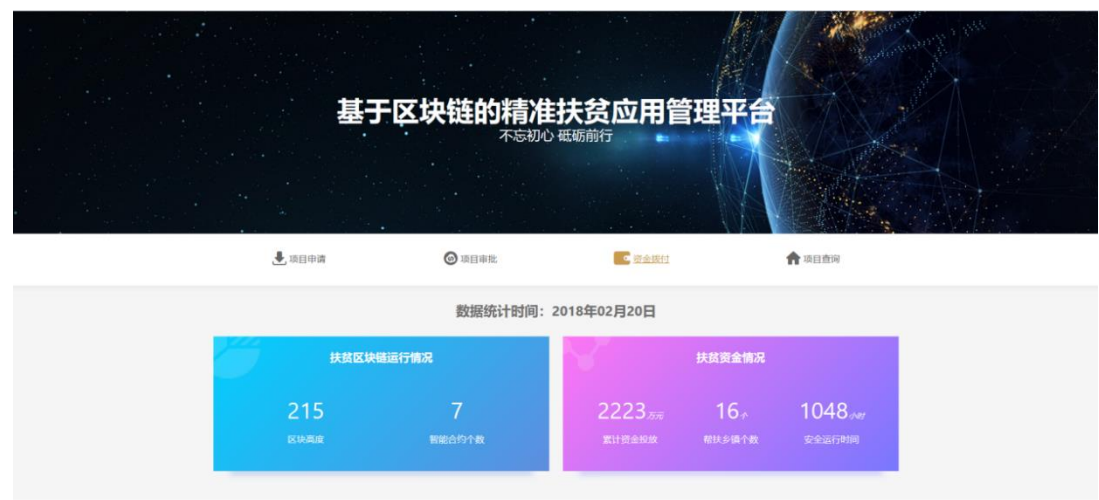 基于区块链的精准扶贫应用管理平台
不忘初心 砥砺前行
项目申请 项目审批 资金拨付 项目查询
数据统计时间：2018年02月20日
扶贫区块链运行情况 扶贫资金情况
215 7 2223万元 16个 1048小时
区块高度 智能合约个数 累计资金投放 帮扶乡镇个数 安全运行时间